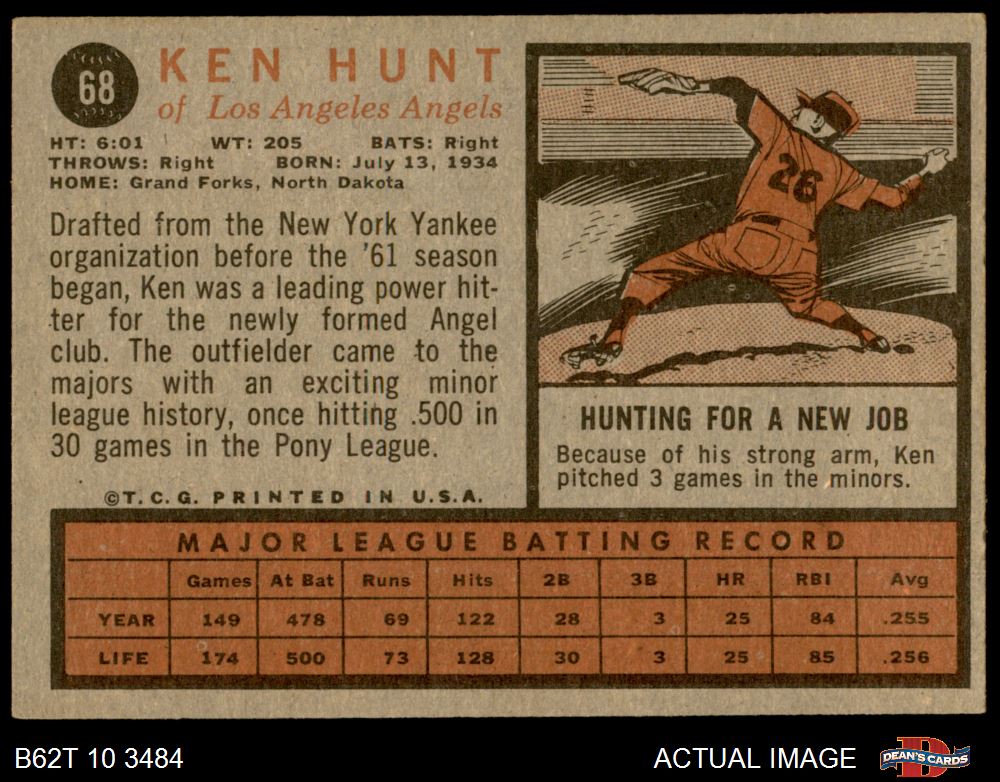 68
KEN HUNT
of Los Angeles Angels
HT: 6:01 WT: 205 BATS: Right
THROWS: Right BORN: July 13, 1934
HOME: Grand Forks, North Dakota
Drafted from the New York Yankee
organization before the '61 season
began, Ken was a leading power hit-
ter for the newly formed Angel
club. The outfielder came to the
majors with an exciting minor
league history, once hitting .500 in
30 games in the Pony League.
©T.C.G. PRINTED IN U.S.A.
26
HUNTING FOR A NEW JOB
Because of his strong arm, Ken
pitched 3 games in the minors.
MAJOR LEAGUE BATTING RECORD
Games At Bat Runs Hits 2B 3B HR RBI Avg
YEAR 149 478 69 122 28 3 25 84 .255
LIFE 174 500 73 128 30 3 25 85 .256
B62T 10 3484 ACTUAL IMAGE DEAN'S CARDS